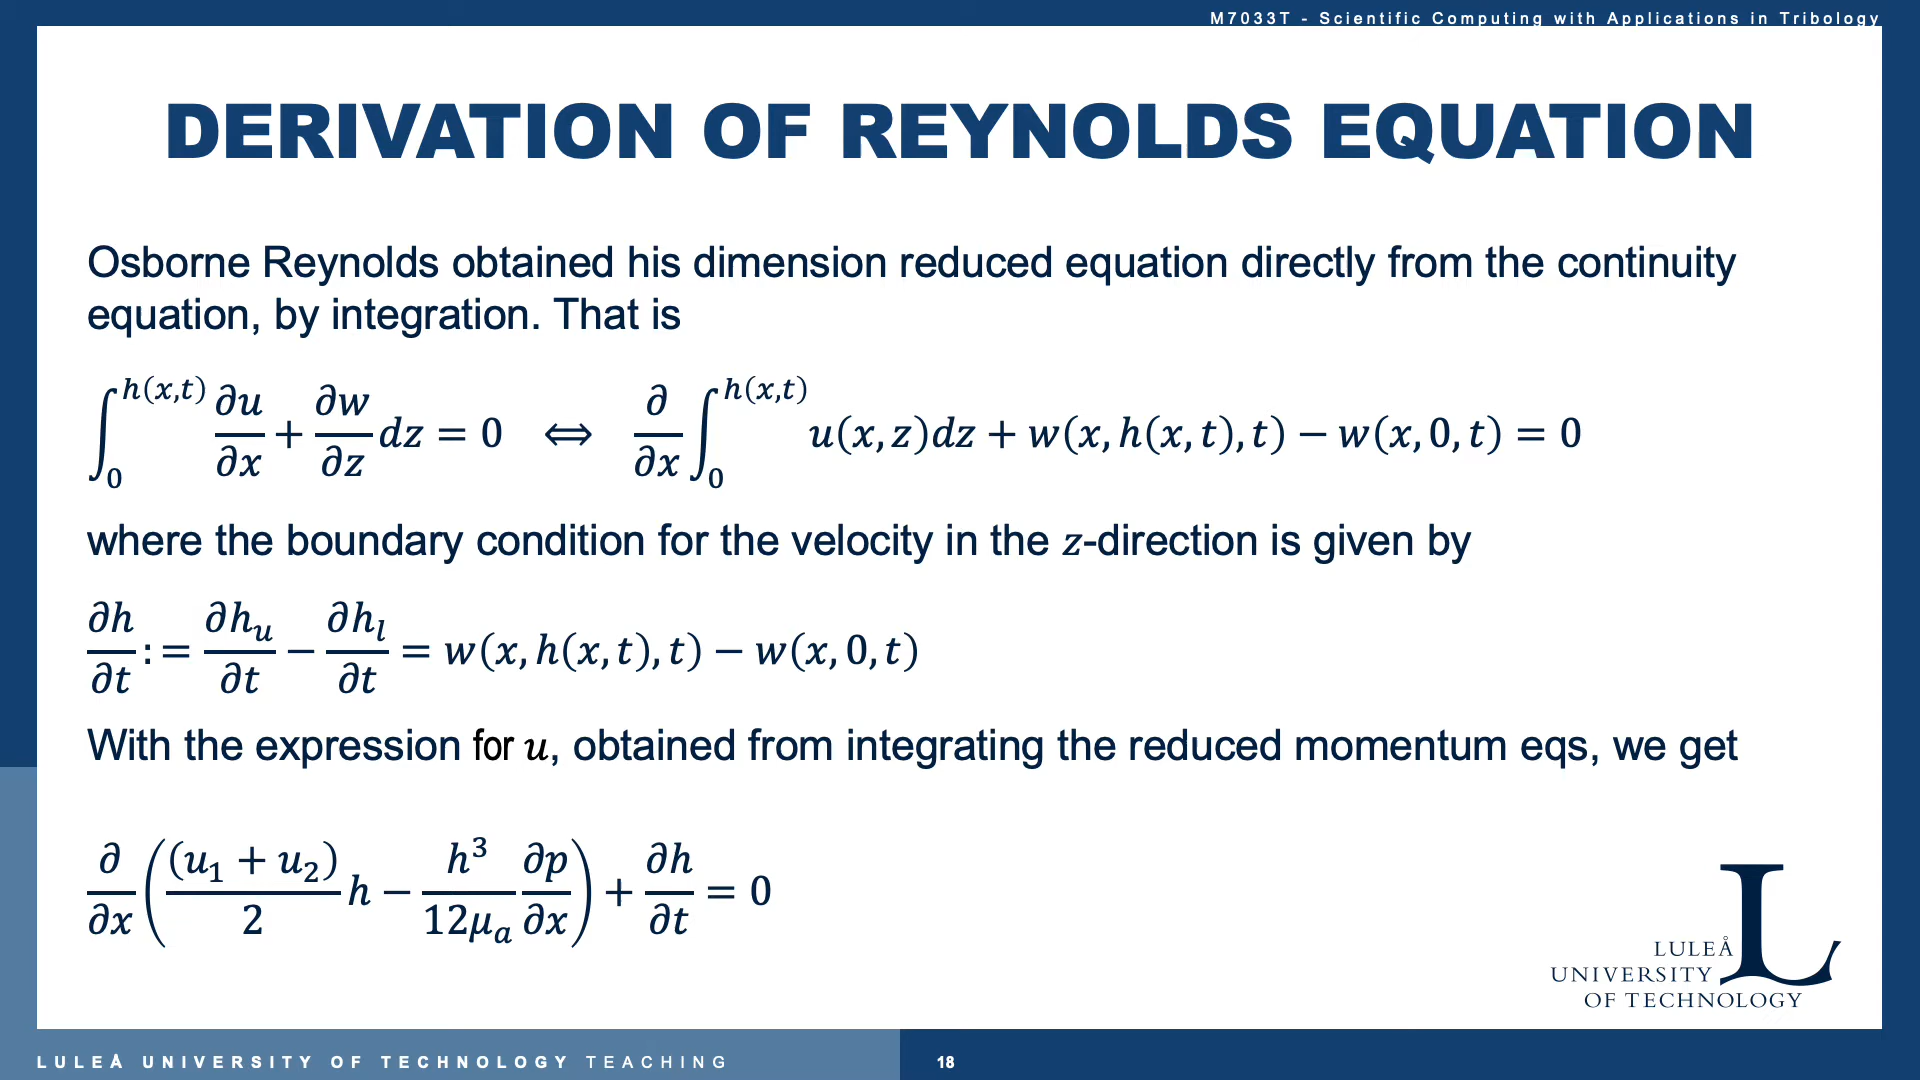 M7033T - Scientific Computing with Applications in Tribology
DERIVATION OF REYNOLDS EQUATION
Osborne Reynolds obtained his dimension reduced equation directly from the continuity
equation, by integration. That is
∫₀^{h(x,t)} ∂u/∂x + ∂w/∂z dz = 0 ⇔ ∂/∂x ∫₀^{h(x,t)} u(x, z)dz + w(x, h(x, t), t) − w(x, 0, t) = 0
where the boundary condition for the velocity in the z-direction is given by
∂h/∂t := ∂h_u/∂t − ∂h_l/∂t = w(x, h(x, t), t) − w(x, 0, t)
With the expression for u, obtained from integrating the reduced momentum eqs, we get
∂/∂x ((u₁ + u₂)/2 h − h³/12μ_a ∂p/∂x) + ∂h/∂t = 0
LULEÅ
UNIVERSITY
OF TECHNOLOGY
LULEÅ UNIVERSITY OF TECHNOLOGY TEACHING
18